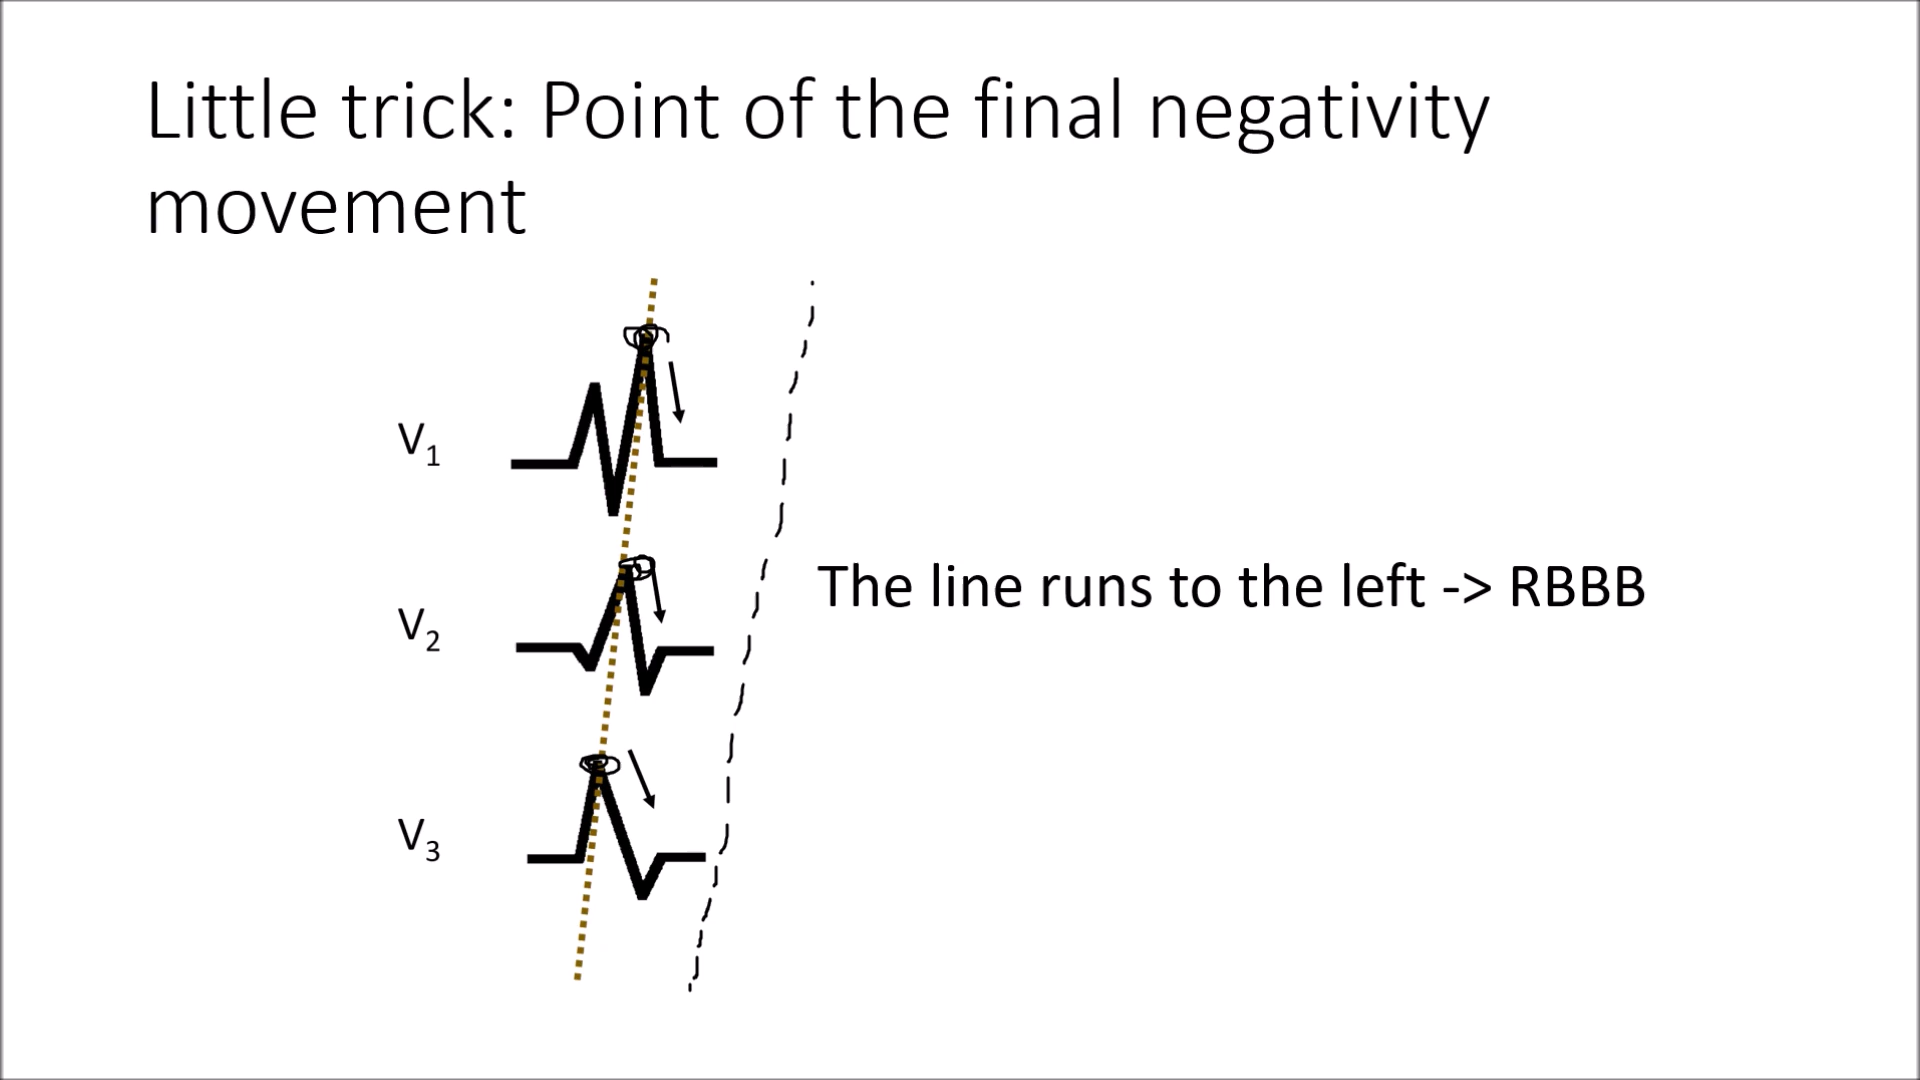 Little trick: Point of the final negativity
movement
V1
The line runs to the left -> RBBB
V2
V3